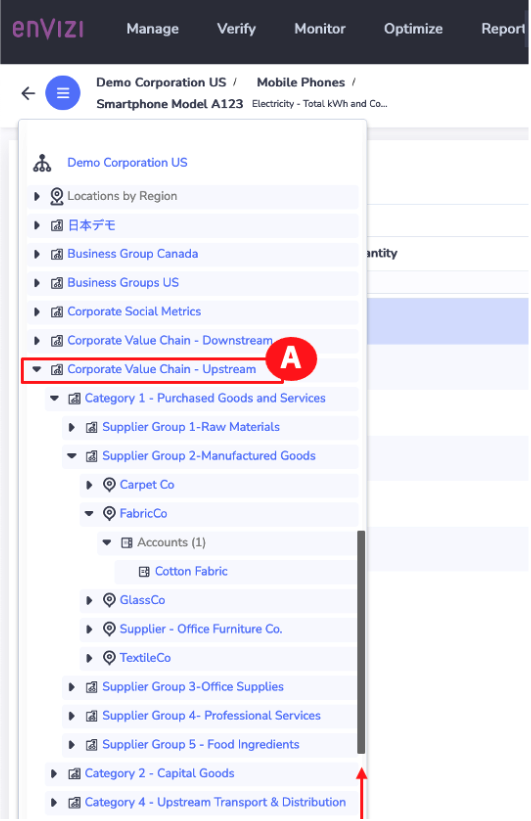 enVIZI
Manage Verify Monitor Optimize Report
Demo Corporation US / Mobile Phones /
Smartphone Model A123 Electricity - Total kWh and Co...
Demo Corporation US
Locations by Region
日本デモ
Business Group Canada
antity
Business Groups US
Corporate Social Metrics
Corporate Value Chain - Downstream
A
Corporate Value Chain - Upstream
Category 1 - Purchased Goods and Services
Supplier Group 1-Raw Materials
Supplier Group 2-Manufactured Goods
Carpet Co
FabricCo
Accounts (1)
Cotton Fabric
GlassCo
Supplier - Office Furniture Co.
TextileCo
Supplier Group 3-Office Supplies
Supplier Group 4- Professional Services
Supplier Group 5 - Food Ingredients
Category 2 - Capital Goods
Category 4 - Upstream Transport & Distribution